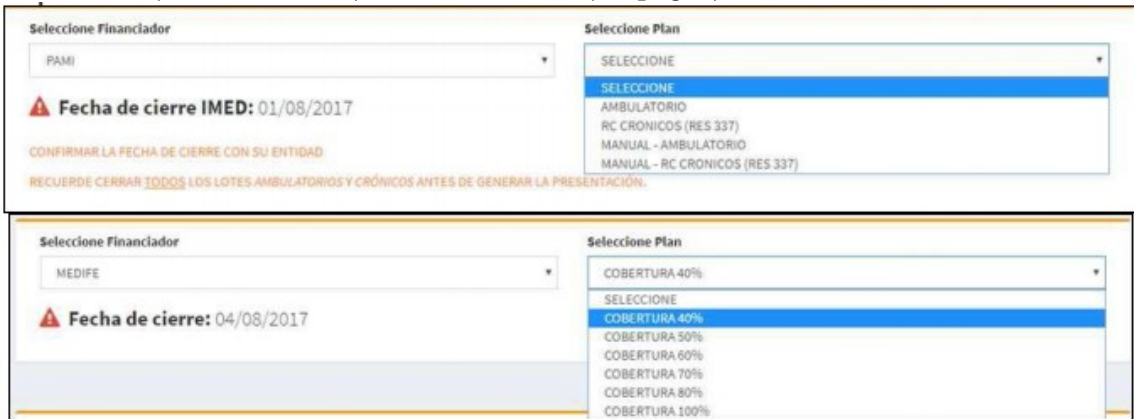 Seleccione Financiador
Seleccione Plan
PAMI
SELECCIONE
SELECCIONE
AMBULATORIO
RC CRONICOS (RES 337)
MANUAL - AMBULATORIO
MANUAL - RC CRONICOS (RES 337)
Fecha de cierre IMED: 01/08/2017
CONFIRMAR LA FECHA DE CIERRE CON SU ENTIDAD
RECUERDE CERRAR TODOS LOS LOTES AMBULATORIOS Y CRÓNICOS ANTES DE GENERAR LA PRESENTACIÓN.
Seleccione Financiador
Seleccione Plan
MEDIFE
COBERTURA 40%
SELECCIONE
COBERTURA 40%
COBERTURA 50%
COBERTURA 60%
COBERTURA 70%
COBERTURA 80%
COBERTURA 100%
Fecha de cierre: 04/08/2017